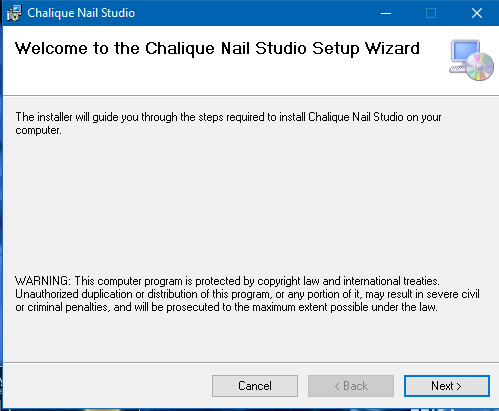 Chalique Nail Studio
Welcome to the Chalique Nail Studio Setup Wizard
The installer will guide you through the steps required to install Chalique Nail Studio on your
computer.
WARNING: This computer program is protected by copyright law and international treaties.
Unauthorized duplication or distribution of this program, or any portion of it, may result in severe civil
or criminal penalties, and will be prosecuted to the maximum extent possible under the law.
Cancel
< Back
Next >